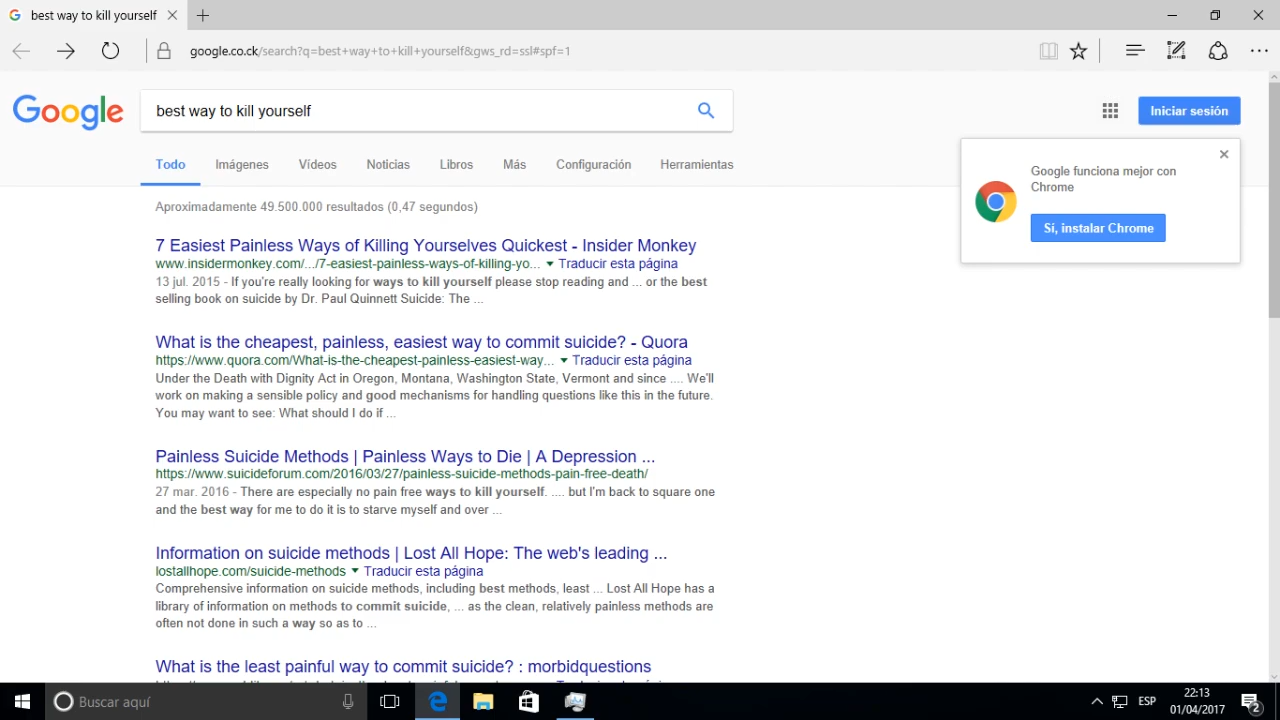 best way to kill yourself
google.co.ck/search?q=best+way+to+kill+yourself&gws_rd=ssl#spf=1
Google
best way to kill yourself
Iniciar sesión
Todo Imágenes Vídeos Noticias Libros Más Configuración Herramientas
Google funciona mejor con
Chrome
Sí, instalar Chrome
Aproximadamente 49.500.000 resultados (0,47 segundos)
7 Easiest Painless Ways of Killing Yourselves Quickest - Insider Monkey
www.insidermonkey.com/.../7-easiest-painless-ways-of-killing-yo... Traducir esta página
13 jul. 2015 - If you're really looking for ways to kill yourself please stop reading and ... or the best
selling book on suicide by Dr. Paul Quinnett Suicide: The ...
What is the cheapest, painless, easiest way to commit suicide? - Quora
https://www.quora.com/What-is-the-cheapest-painless-easiest-way... Traducir esta página
Under the Death with Dignity Act in Oregon, Montana, Washington State, Vermont and since .... We'll
work on making a sensible policy and good mechanisms for handling questions like this in the future.
You may want to see: What should I do if ...
Painless Suicide Methods | Painless Ways to Die | A Depression ...
https://www.suicideforum.com/2016/03/27/painless-suicide-methods-pain-free-death/
27 mar. 2016 - There are especially no pain free ways to kill yourself. .... but I'm back to square one
and the best way for me to do it is to starve myself and over ...
Information on suicide methods | Lost All Hope: The web's leading ...
lostallhope.com/suicide-methods Traducir esta página
Comprehensive information on suicide methods, including best methods, least ... Lost All Hope has a
library of information on methods to commit suicide, ... as the clean, relatively painless methods are
often not done in such a way so as to ...
What is the least painful way to commit suicide? : morbidquestions
Buscar aquí
ESP
22:13
01/04/2017
2